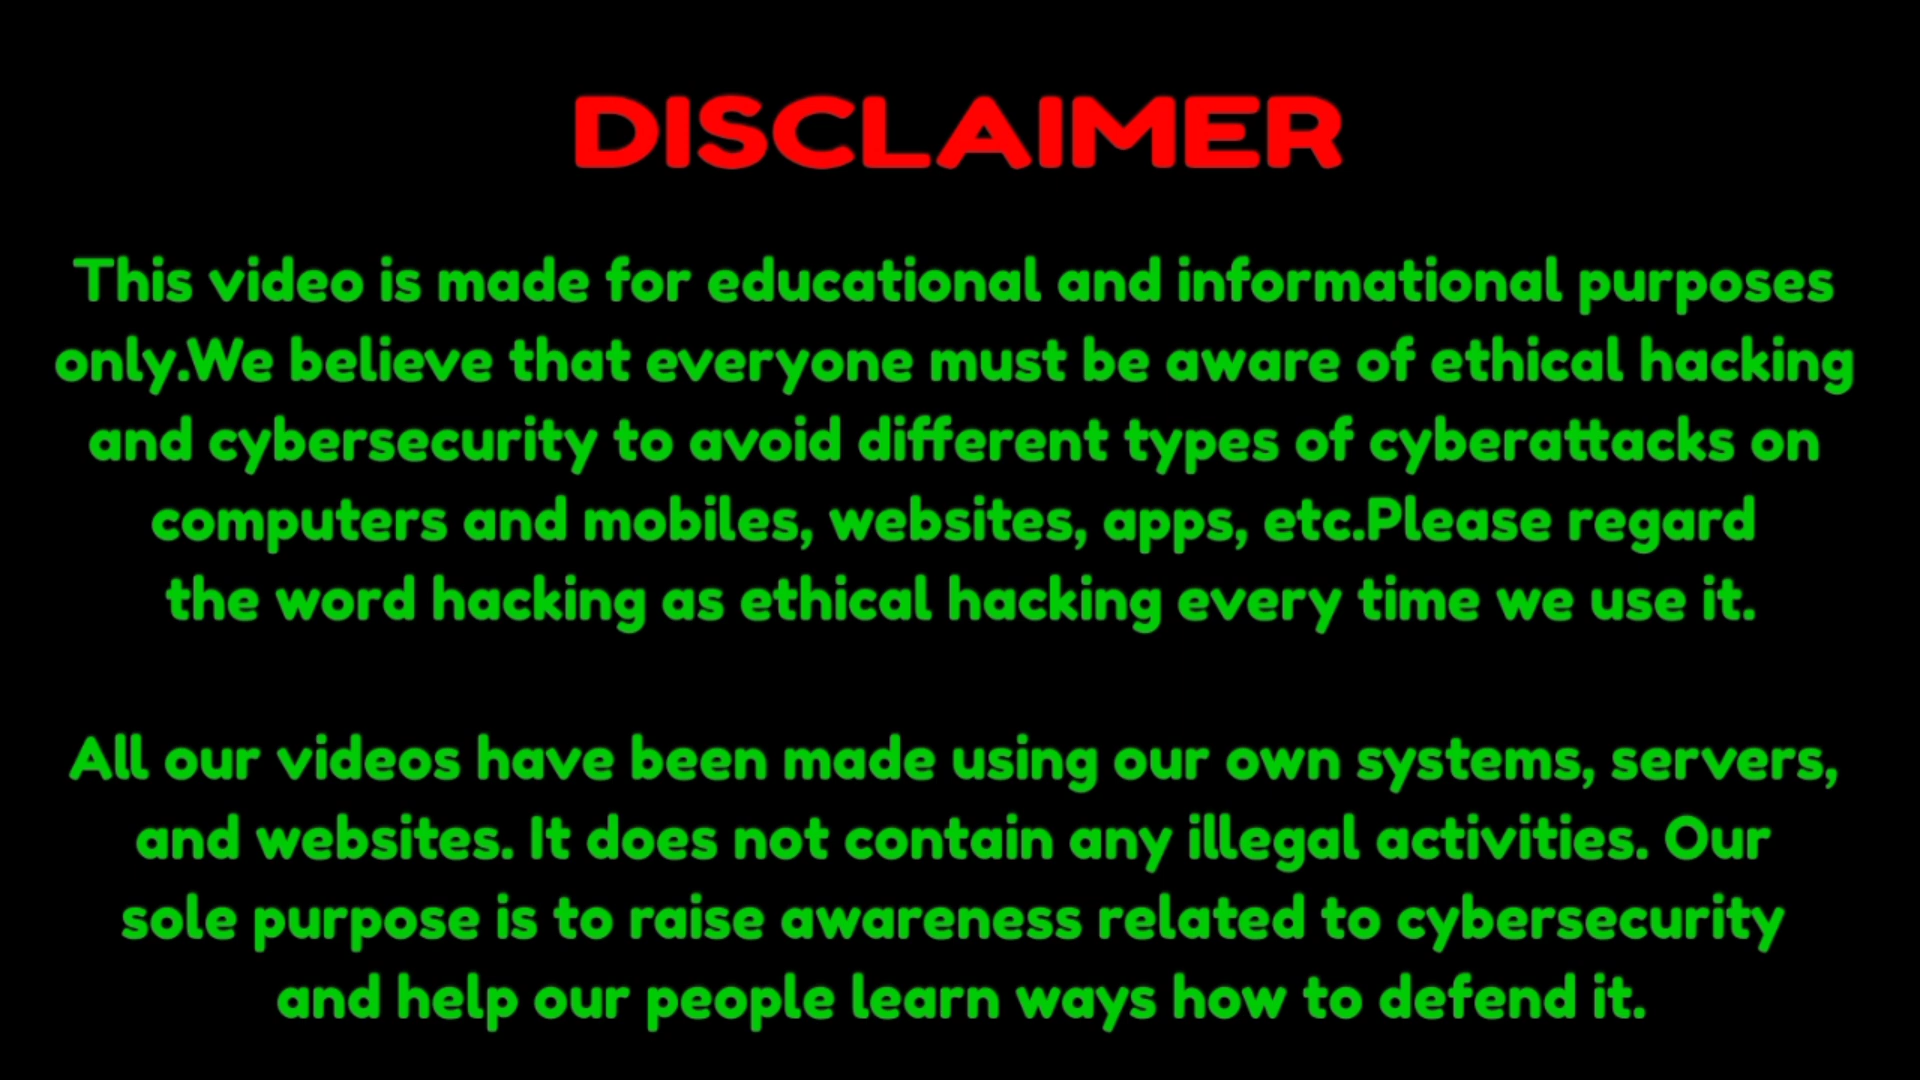 DISCLAIMER
This video is made for educational and informational purposes
only.We believe that everyone must be aware of ethical hacking
and cybersecurity to avoid different types of cyberattacks on
computers and mobiles, websites, apps, etc.Please regard
the word hacking as ethical hacking every time we use it.
All our videos have been made using our own systems, servers,
and websites. It does not contain any illegal activities. Our
sole purpose is to raise awareness related to cybersecurity
and help our people learn ways how to defend it.